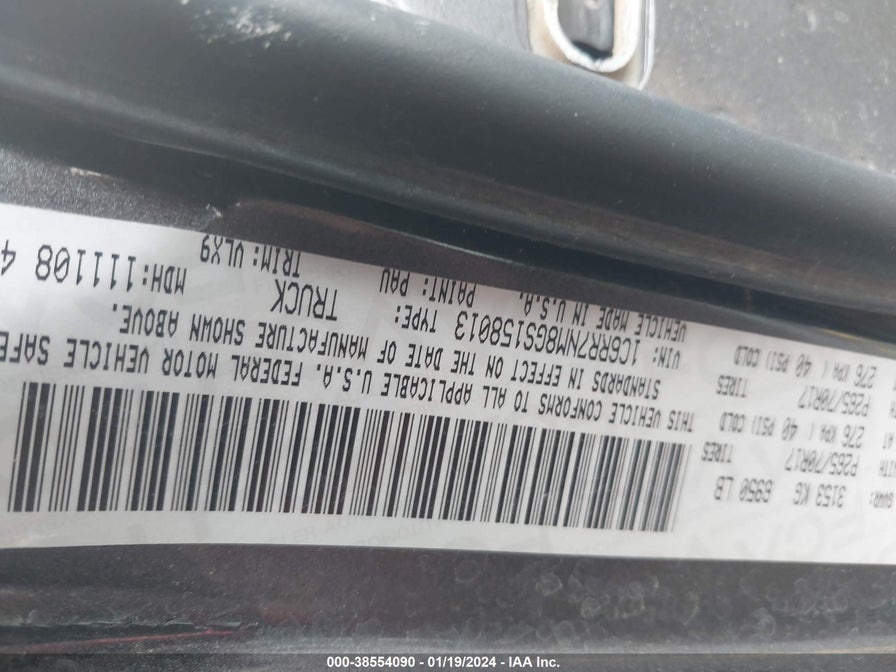 GVWR: 3153 KG 6950 LB
WITH TIRES
P265/70R17
AT 276 KPA ( 40 PSI) COLD
TIRES
P265/70R17
276 KPA ( 40 PSI) COLD
THIS VEHICLE CONFORMS TO ALL APPLICABLE U.S.A. FEDERAL MOTOR VEHICLE SAFE
STANDARDS IN EFFECT ON THE DATE OF MANUFACTURE SHOWN ABOVE.
VIN: 1C6RR7NM8GS158013 TYPE: TRUCK
VEHICLE MADE IN U.S.A. PAINT: PAU TRIM: VLX9
MDH: 111108 4
000-38554090 - 01/19/2024 - IAA Inc.